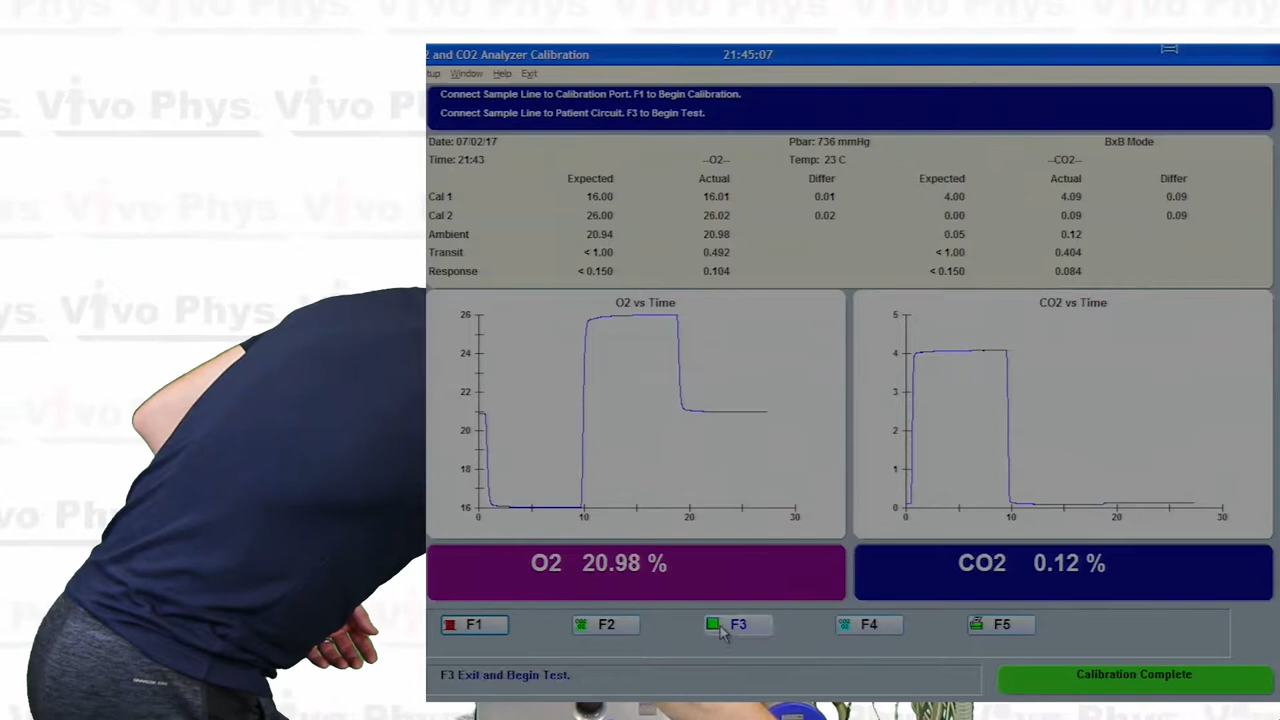 Vivo Phys.
2 and CO2 Analyzer Calibration 21:45:07
tup Window Help Exit
Connect Sample Line to Calibration Port. F1 to Begin Calibration.
Connect Sample Line to Patient Circuit. F3 to Begin Test.
Date: 07/02/17 Pbar: 736 mmHg BxB Mode
Time: 21:43 --O2-- Temp: 23 C --CO2--
Expected Actual Differ Expected Actual Differ
Cal 1 16.00 16.01 0.01 4.00 4.09 0.09
Cal 2 26.00 26.02 0.02 0.00 0.09 0.09
Ambient 20.94 20.98 0.05 0.12
Transit < 1.00 0.492 < 1.00 0.404
Response < 0.150 0.104 < 0.150 0.084
O2 vs Time CO2 vs Time
26 24 22 20 18 16
0 10 20 30
5 4 3 2 1 0
0 10 20 30
O2 20.98 % CO2 0.12 %
F1 F2 F3 F4 F5
F3 Exit and Begin Test. Calibration Complete